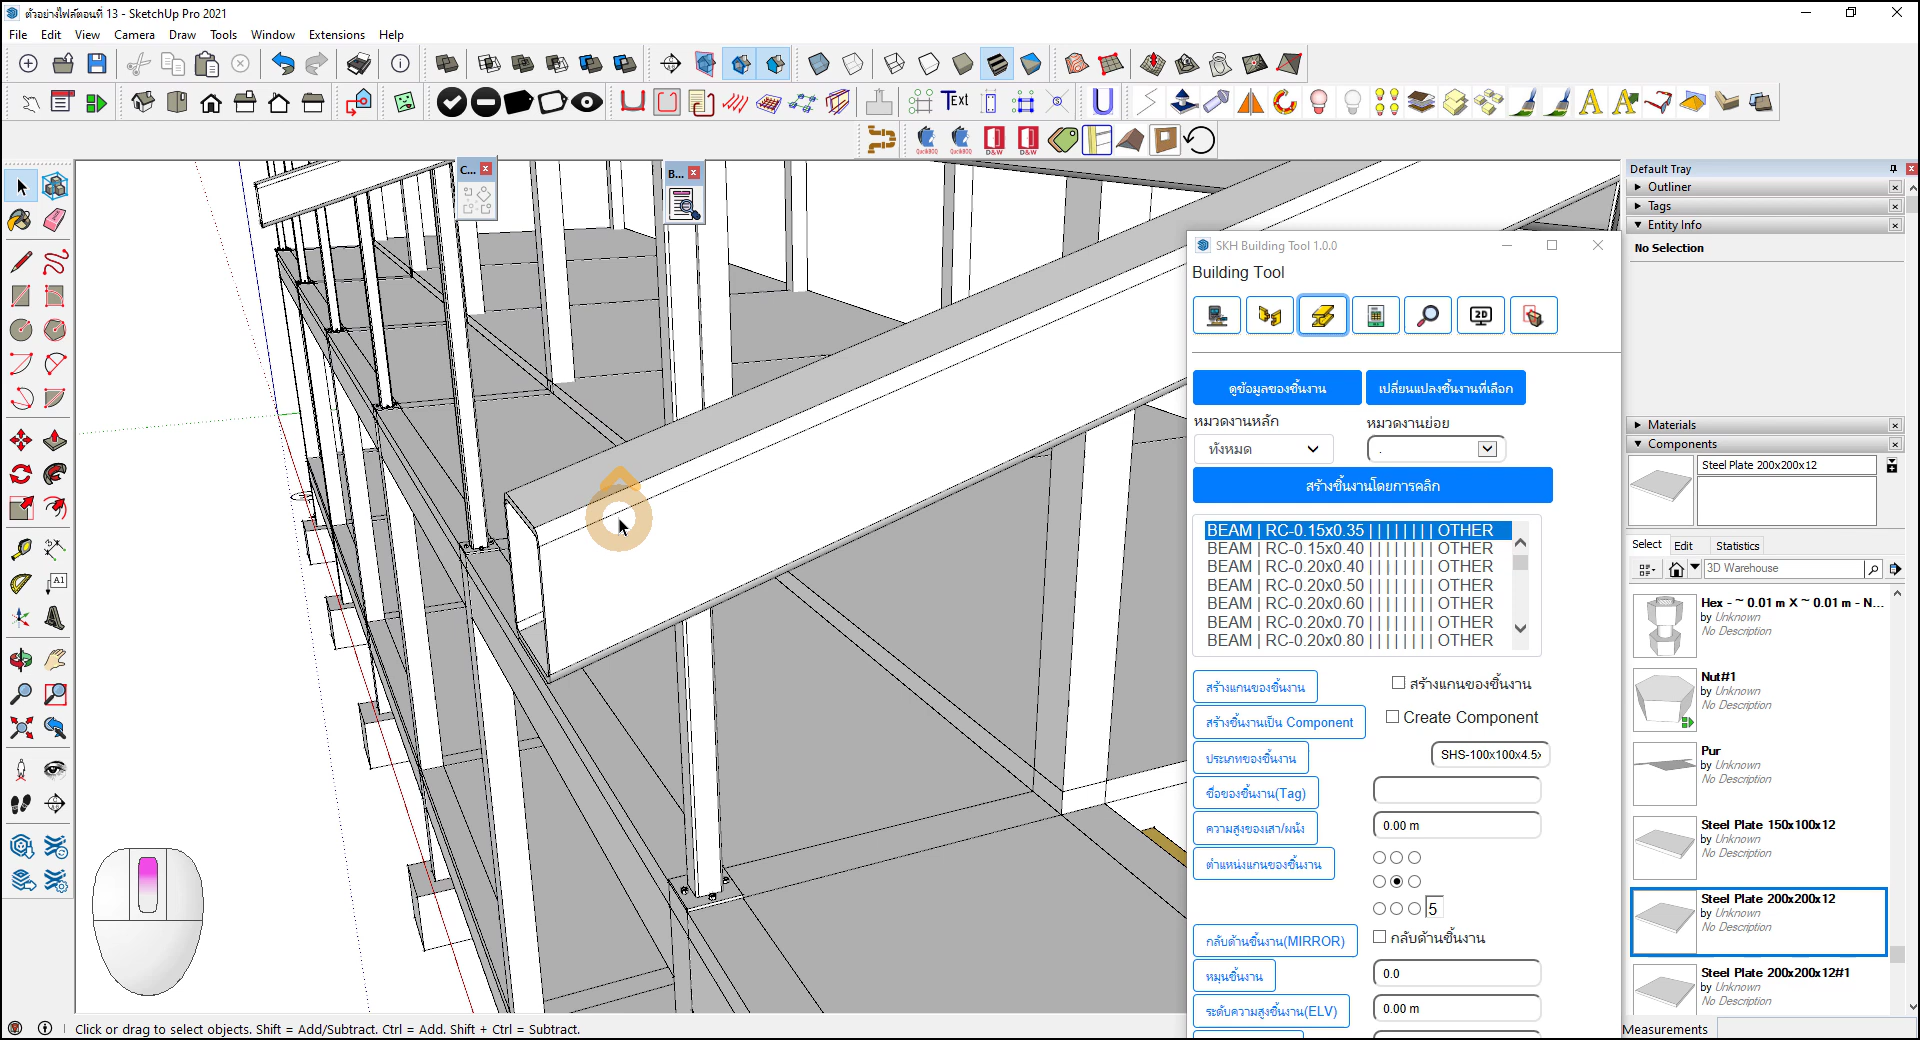 ตัวอย่างไฟล์ตอนที่ 13 - SketchUp Pro 2021
File Edit View Camera Draw Tools Window Extensions Help
Text
QuickBOQ QuickBOQ D&W D&W
C...
B...
A1
Default Tray
Outliner
Tags
Entity Info
No Selection
SKH Building Tool 1.0.0
Building Tool
2D
ดูข้อมูลของชิ้นงาน เปลี่ยนแปลงชิ้นงานที่เลือก
หมวดงานหลัก หมวดงานย่อย
ทั้งหมด .
สร้างชิ้นงานโดยการคลิก
BEAM | RC-0.15x0.35 | | | | | | | | OTHER
BEAM | RC-0.15x0.40 | | | | | | | | OTHER
BEAM | RC-0.20x0.40 | | | | | | | | OTHER
BEAM | RC-0.20x0.50 | | | | | | | | OTHER
BEAM | RC-0.20x0.60 | | | | | | | | OTHER
BEAM | RC-0.20x0.70 | | | | | | | | OTHER
BEAM | RC-0.20x0.80 | | | | | | | | OTHER
สร้างแกนของชิ้นงาน สร้างแกนของชิ้นงาน
สร้างชิ้นงานเป็น Component Create Component
ประเภทของชิ้นงาน SHS-100x100x4.5x
ชื่อของชิ้นงาน(Tag)
ความสูงของเสา/ผนัง 0.00 m
ตำแหน่งแกนของชิ้นงาน
5
กลับด้านชิ้นงาน(MIRROR) กลับด้านชิ้นงาน
หมุนชิ้นงาน 0.0
ระดับความสูงชิ้นงาน(ELV) 0.00 m
Materials
Components
Steel Plate 200x200x12
Select Edit Statistics
3D Warehouse
Hex - ~ 0.01 m X ~ 0.01 m - N...
by Unknown
No Description
Nut#1
by Unknown
No Description
Pur
by Unknown
No Description
Steel Plate 150x100x12
by Unknown
No Description
Steel Plate 200x200x12
by Unknown
No Description
Steel Plate 200x200x12#1
by Unknown
No Description
Click or drag to select objects. Shift = Add/Subtract. Ctrl = Add. Shift + Ctrl = Subtract.
Measurements